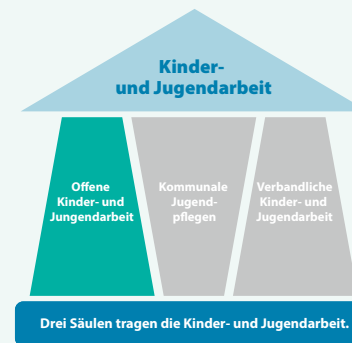 Kinder-
und Jugendarbeit
Offene
Kinder- und
Jungendarbeit
Kommunale
Jugend-
pflegen
Verbandliche
Kinder- und
Jugendarbeit
Drei Säulen tragen die Kinder- und Jugendarbeit.